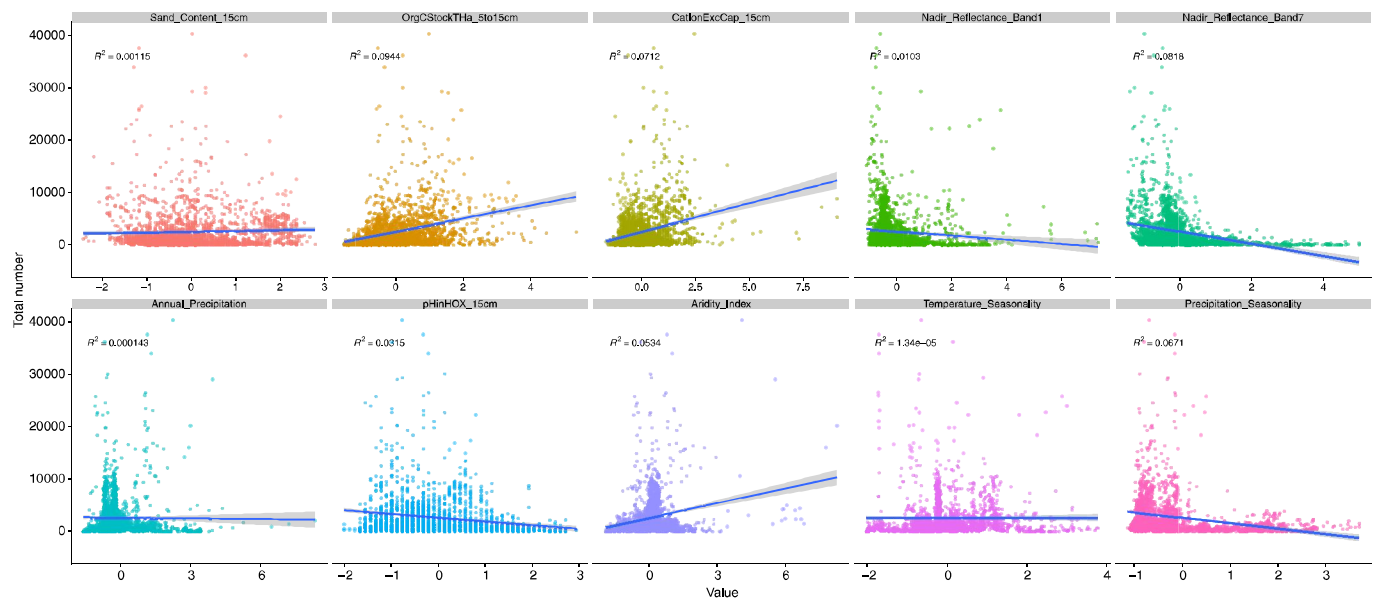 Sand_Content_15cm OrgCStockTHa_5to15cm CationExcCap_15cm Nadir_Reflectance_Band1 Nadir_Reflectance_Band7
40000
30000
20000
10000
0
R² = 0.00115 R² = 0.0944 R² = 0.0712 R² = 0.0103 R² = 0.0818
−2 −1 0 1 2 3 0 2 4 0.0 2.5 5.0 7.5 0 2 4 6 0 2 4
Total number
Annual_Precipitation pHinHOX_15cm Aridity_Index Temperature_Seasonality Precipitation_Seasonality
40000
30000
20000
10000
0
R² = 0.000143 R² = 0.0315 R² = 0.0534 R² = 1.34e−05 R² = 0.0671
0 3 6 −2 −1 0 1 2 3 0 3 6 −2 0 2 4 −1 0 1 2 3
Value